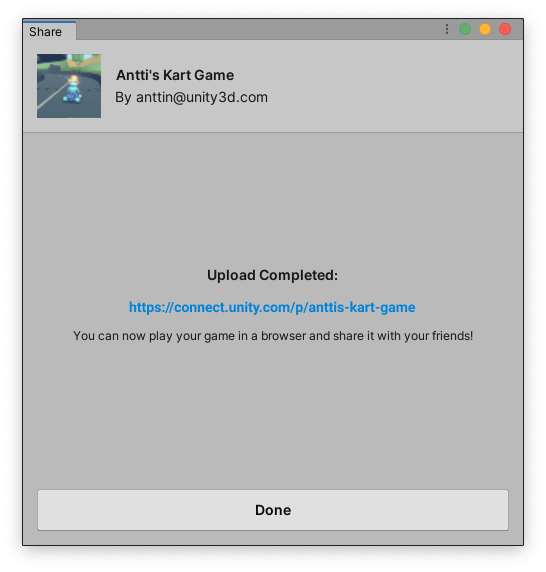 Share
Antti's Kart Game
By anttin@unity3d.com
Upload Completed:
https://connect.unity.com/p/anttis-kart-game
You can now play your game in a browser and share it with your friends!
Done